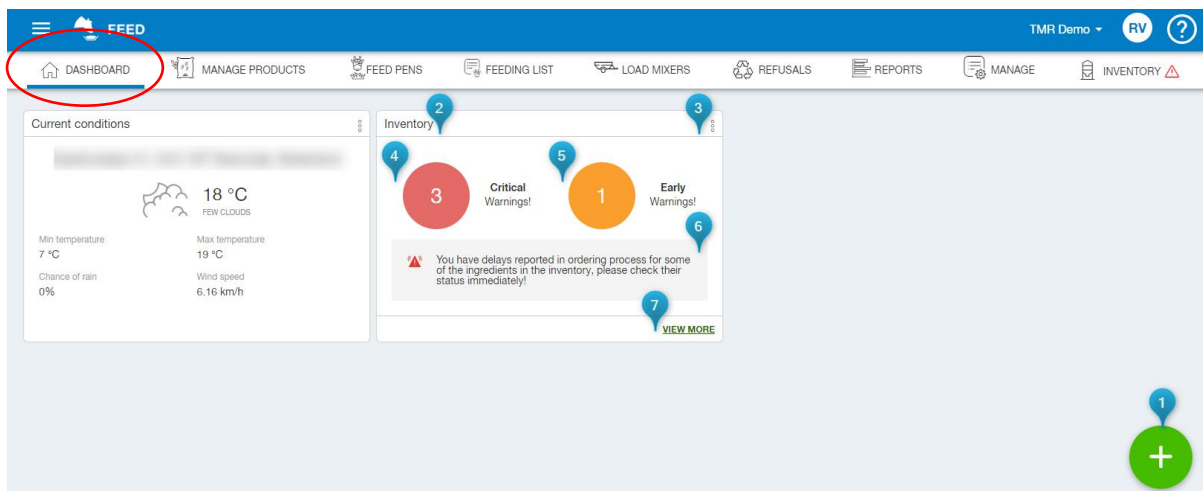 FEED
TMR Demo
RV
?
DASHBOARD
MANAGE PRODUCTS
FEED PENS
FEEDING LIST
LOAD MIXERS
REFUSALS
REPORTS
MANAGE
INVENTORY
Current conditions
18 °C
FEW CLOUDS
Min temperature
Max temperature
7 °C
19 °C
Chance of rain
Wind speed
0%
6.16 km/h
2
3
Inventory
4
5
3
Critical
Warnings!
1
Early
Warnings!
6
You have delays reported in ordering process for some
of the ingredients in the inventory, please check their
status immediately!
7
VIEW MORE
1
+